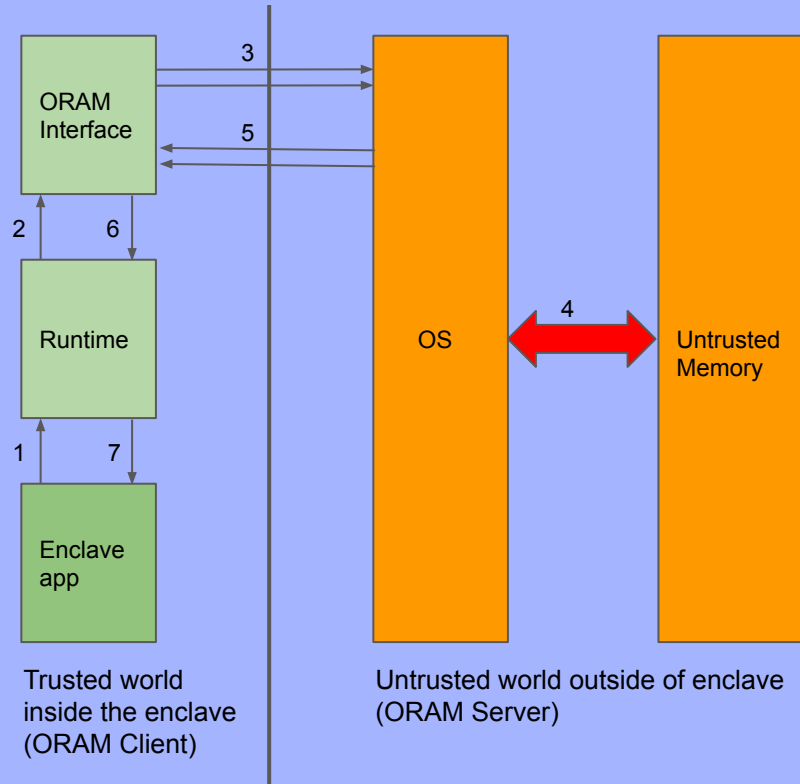 3
ORAM
Interface
5
2
6
Runtime
OS
4
Untrusted
Memory
1
7
Enclave
app
Trusted world
inside the enclave
(ORAM Client)
Untrusted world outside of enclave
(ORAM Server)